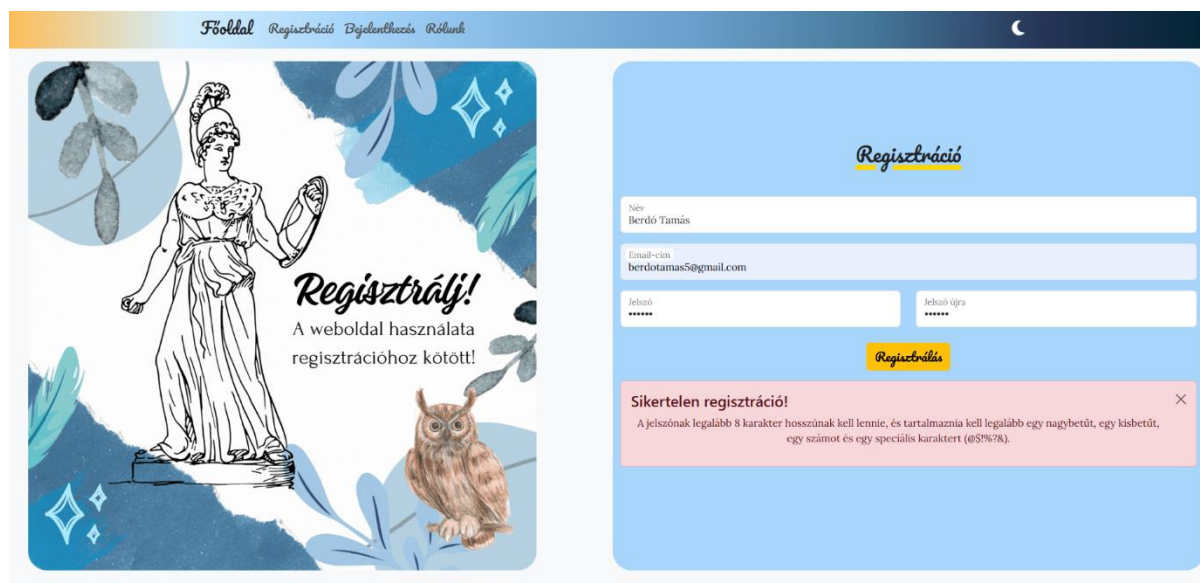 Főoldal Regisztráció Bejelentkezés Rólunk
Regisztrálj!
A weboldal használata
regisztrációhoz kötött!
Regisztráció
Név
Berdó Tamás
Email-cím
berdotamas5@gmail.com
Jelszó Jelszó újra
•••••• ••••••
Regisztrálás
Sikertelen regisztráció!
A jelszónak legalább 8 karakter hosszúnak kell lennie, és tartalmaznia kell legalább egy nagybetűt, egy kisbetűt,
egy számot és egy speciális karaktert (@$!%?&).